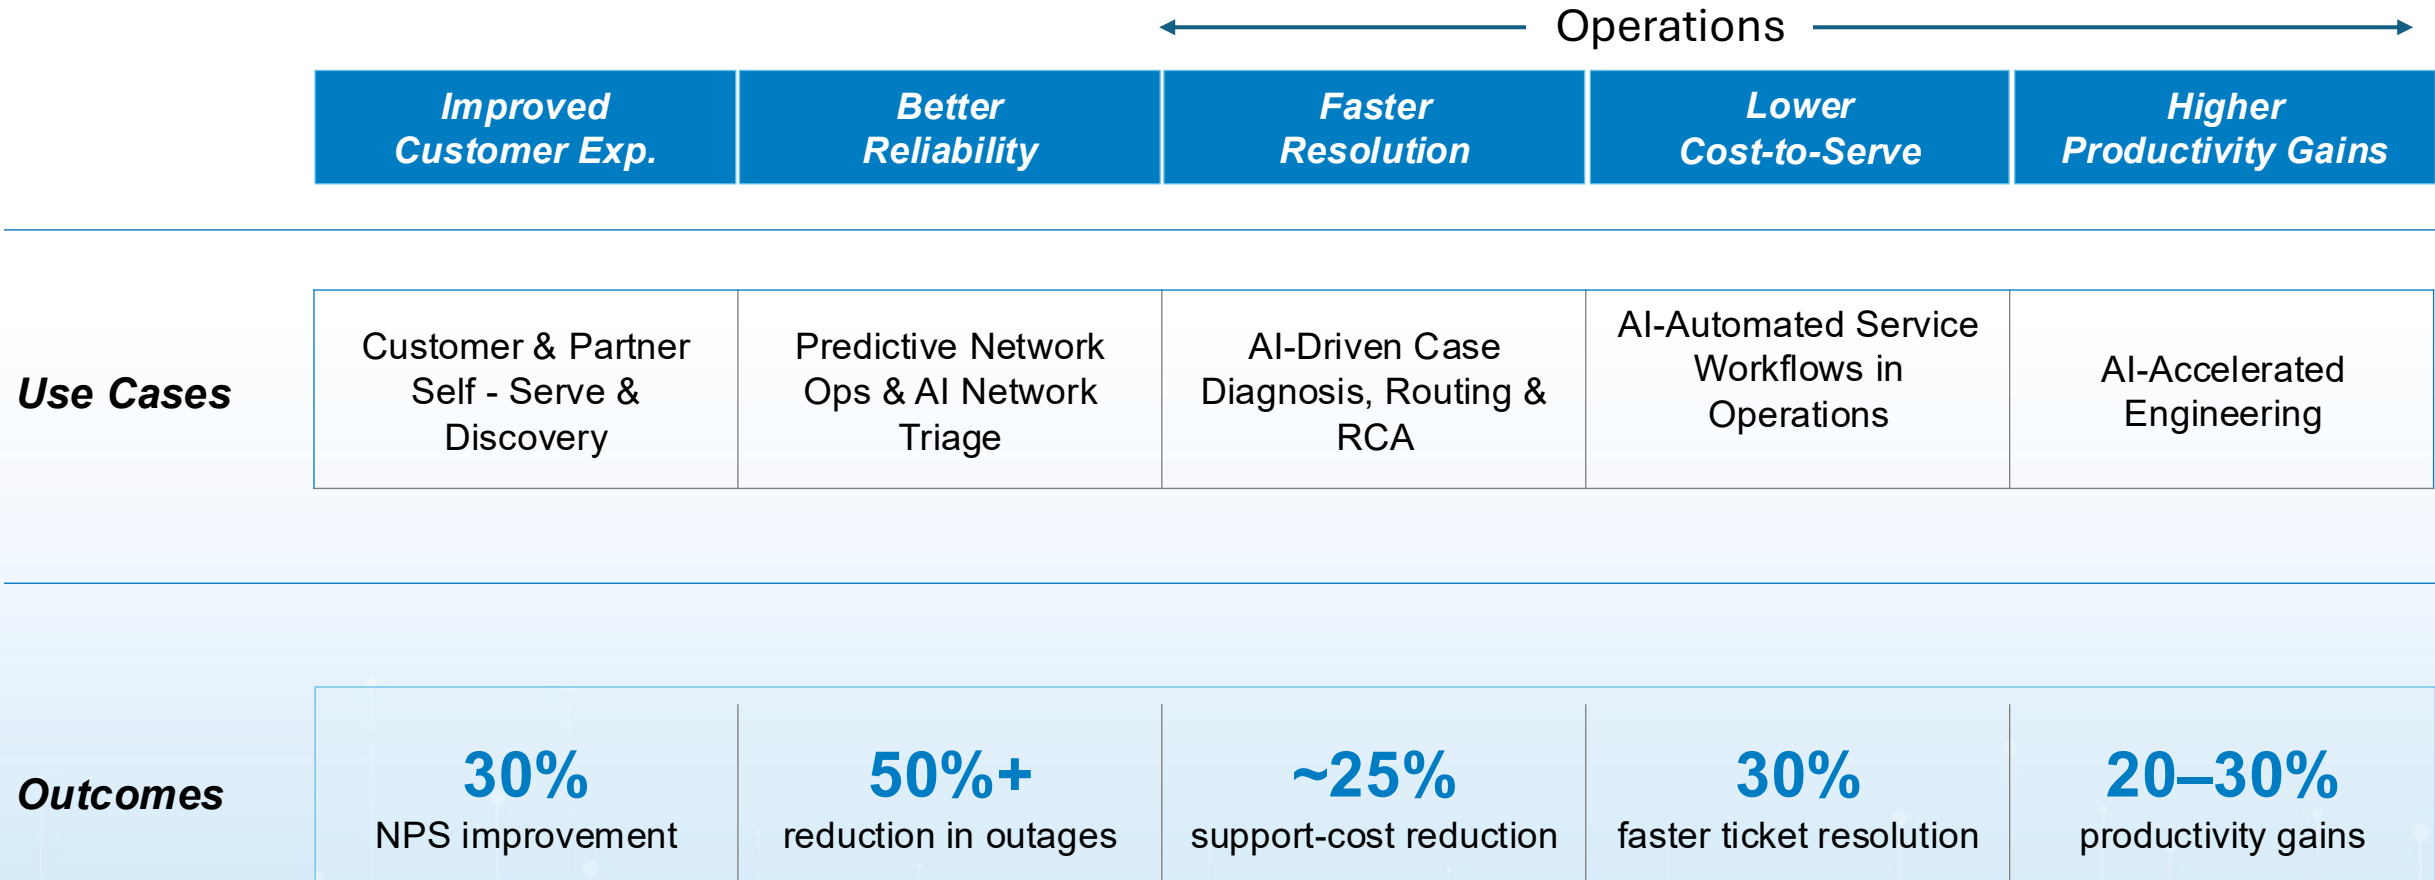 Operations
Improved
Customer Exp.
Better
Reliability
Faster
Resolution
Lower
Cost-to-Serve
Higher
Productivity Gains
Use Cases
Customer & Partner
Self - Serve &
Discovery
Predictive Network
Ops & AI Network
Triage
AI-Driven Case
Diagnosis, Routing &
RCA
AI-Automated Service
Workflows in
Operations
AI-Accelerated
Engineering
Outcomes
30%
NPS improvement
50%+
reduction in outages
~25%
support-cost reduction
30%
faster ticket resolution
20–30%
productivity gains